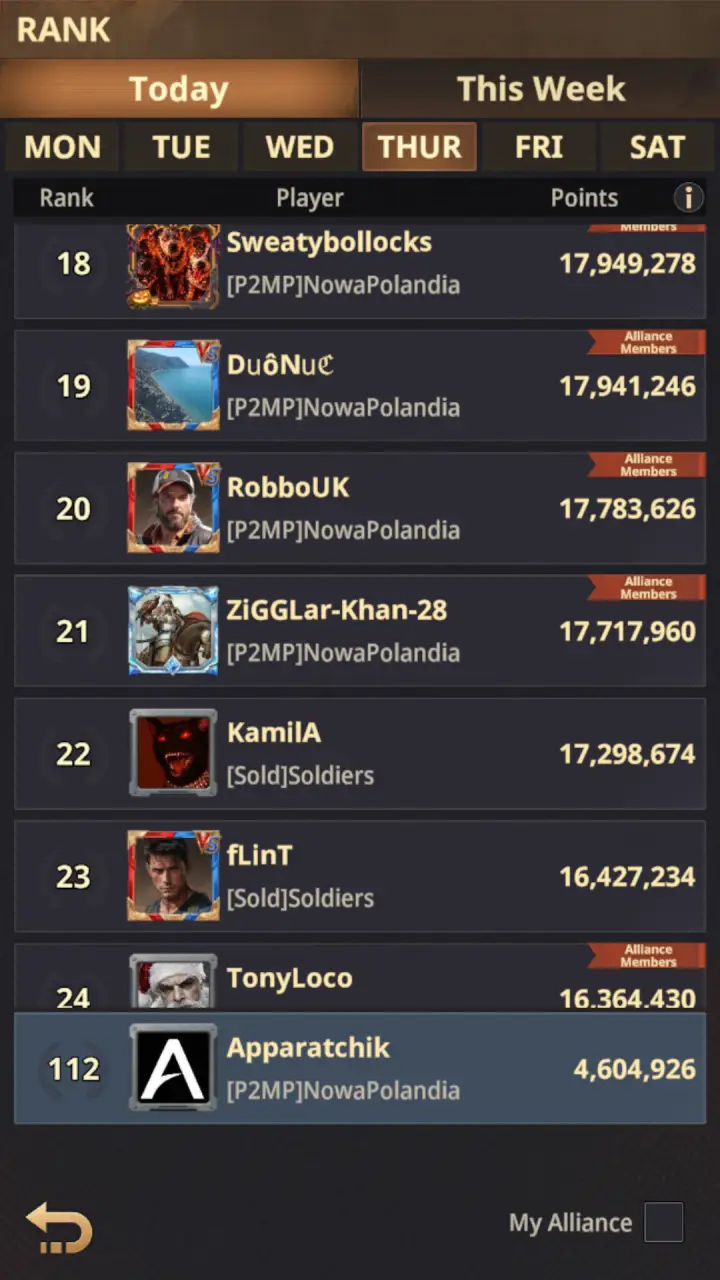 RANK
Today This Week
MON TUE WED THUR FRI SAT
Rank Player Points i
Members
18 Sweatybollocks 17,949,278
[P2MP]NowaPolandia
Alliance
Members
19 DuôNuℭ 17,941,246
[P2MP]NowaPolandia
Alliance
Members
20 RobboUK 17,783,626
[P2MP]NowaPolandia
Alliance
Members
21 ZiGGLar-Khan-28 17,717,960
[P2MP]NowaPolandia
22 KamilA 17,298,674
[Sold]Soldiers
VS
23 fLinT 16,427,234
[Sold]Soldiers
Alliance
Members
24 TonyLoco 16,364,430
112 Apparatchik 4,604,926
[P2MP]NowaPolandia
My Alliance